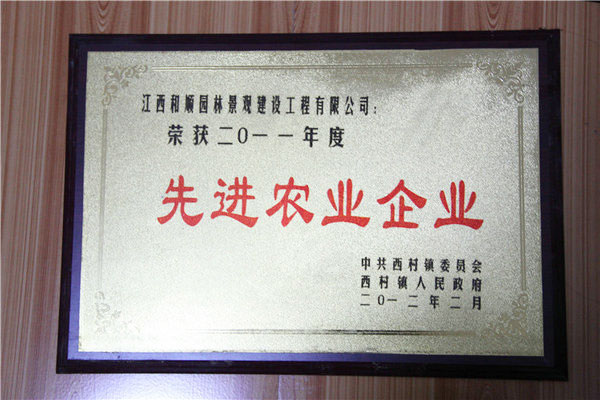 江西和顺园林景观建设工程有限公司：
荣获二0一一年度
先进农业企业
中共西村镇委员会
西村镇人民政府
二0一二年二月